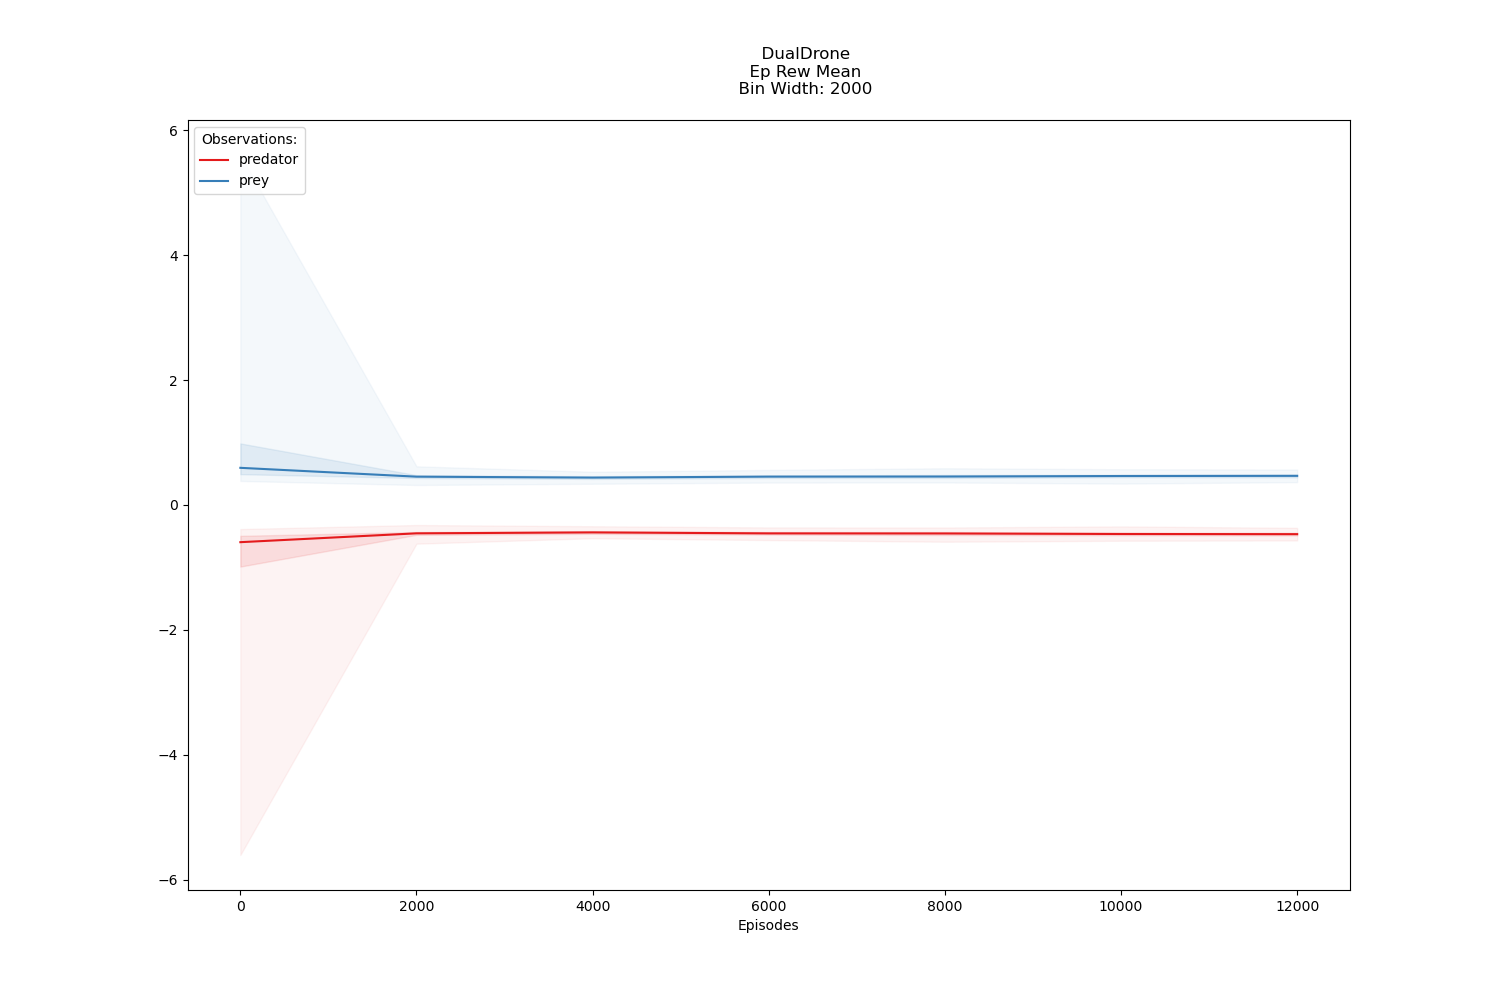 DualDrone
Ep Rew Mean
Bin Width: 2000
Observations:
predator
prey
6
4
2
0
−2
−4
−6
0 2000 4000 6000 8000 10000 12000
Episodes